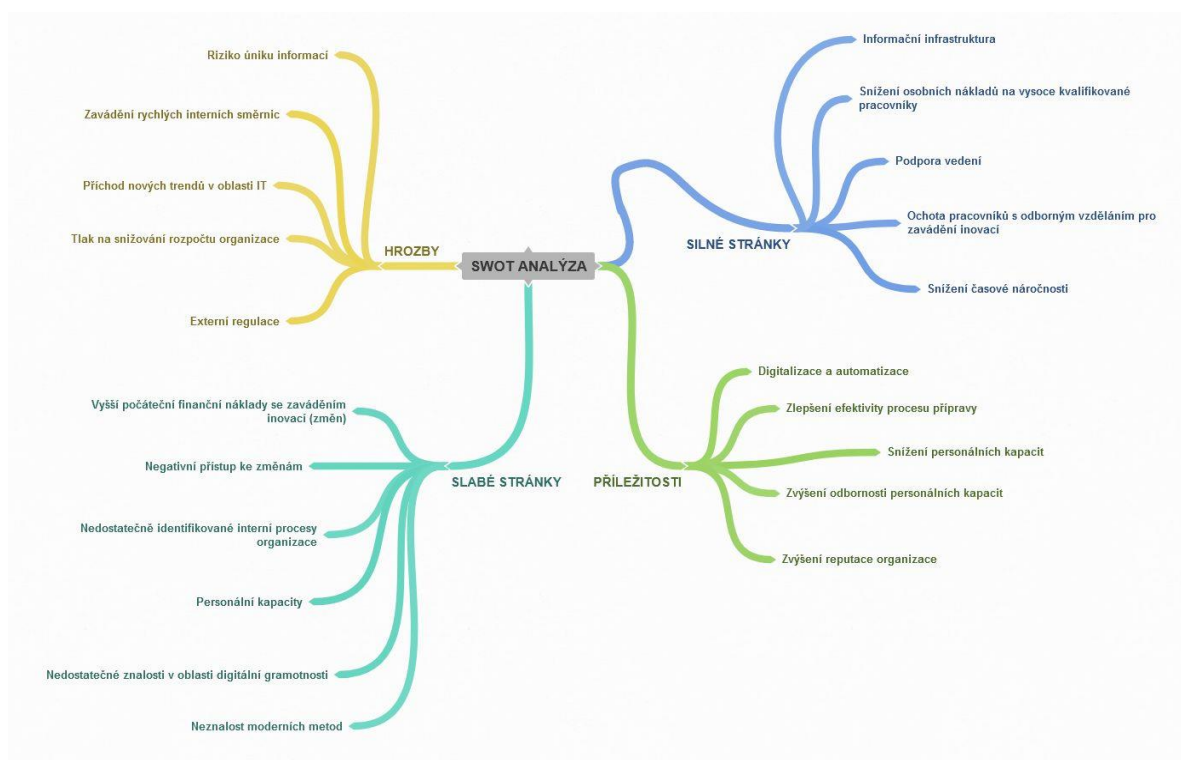 SWOT ANALÝZA
HROZBY
Riziko úniku informací
Zavádění rychlých interních směrnic
Příchod nových trendů v oblasti IT
Tlak na snižování rozpočtu organizace
Externí regulace
SILNÉ STRÁNKY
Informační infrastruktura
Snížení osobních nákladů na vysoce kvalifikované
pracovníky
Podpora vedení
Ochota pracovníků s odborným vzděláním pro
zavádění inovací
Snížení časové náročnosti
SLABÉ STRÁNKY
Vyšší počáteční finanční náklady se zaváděním
inovací (změn)
Negativní přístup ke změnám
Nedostatečně identifikované interní procesy
organizace
Personální kapacity
Nedostatečné znalosti v oblasti digitální gramotnosti
Neznalost moderních metod
PŘÍLEŽITOSTI
Digitalizace a automatizace
Zlepšení efektivity procesu přípravy
Snížení personálních kapacit
Zvýšení odbornosti personálních kapacit
Zvýšení reputace organizace